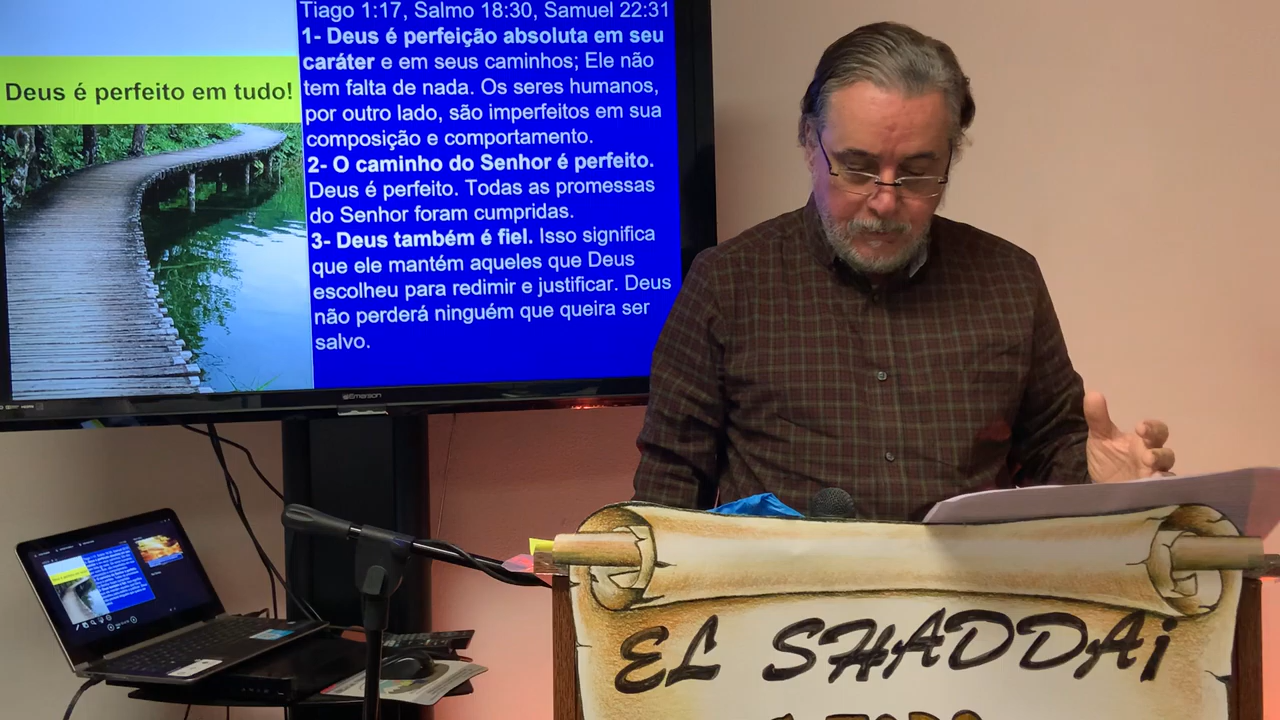 Tiago 1:17, Salmo 18:30, Samuel 22:31
1- Deus é perfeição absoluta em seu
caráter e em seus caminhos; Ele não
tem falta de nada. Os seres humanos,
por outro lado, são imperfeitos em sua
composição e comportamento.
2- O caminho do Senhor é perfeito.
Deus é perfeito. Todas as promessas
do Senhor foram cumpridas.
3- Deus também é fiel. Isso significa
que ele mantém aqueles que Deus
escolheu para redimir e justificar. Deus
não perderá ninguém que queira ser
salvo.
Deus é perfeito em tudo!
Emerson
EL SHADDAi